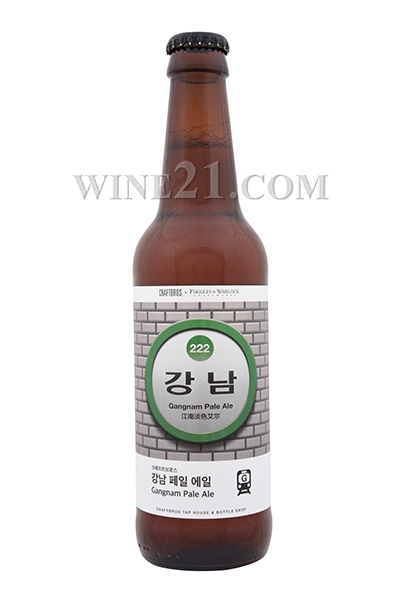 WINE21.COM
CRAFTBROS x FUGGLES & WARLOCK
CRAFTWORKS
222
강남
Gangnam Pale Ale
江南淡色艾尔
크래프트브로스
강남 페일 에일
Gangnam Pale Ale
G
CRAFTBROS TAP HOUSE & BOTTLE SHOP